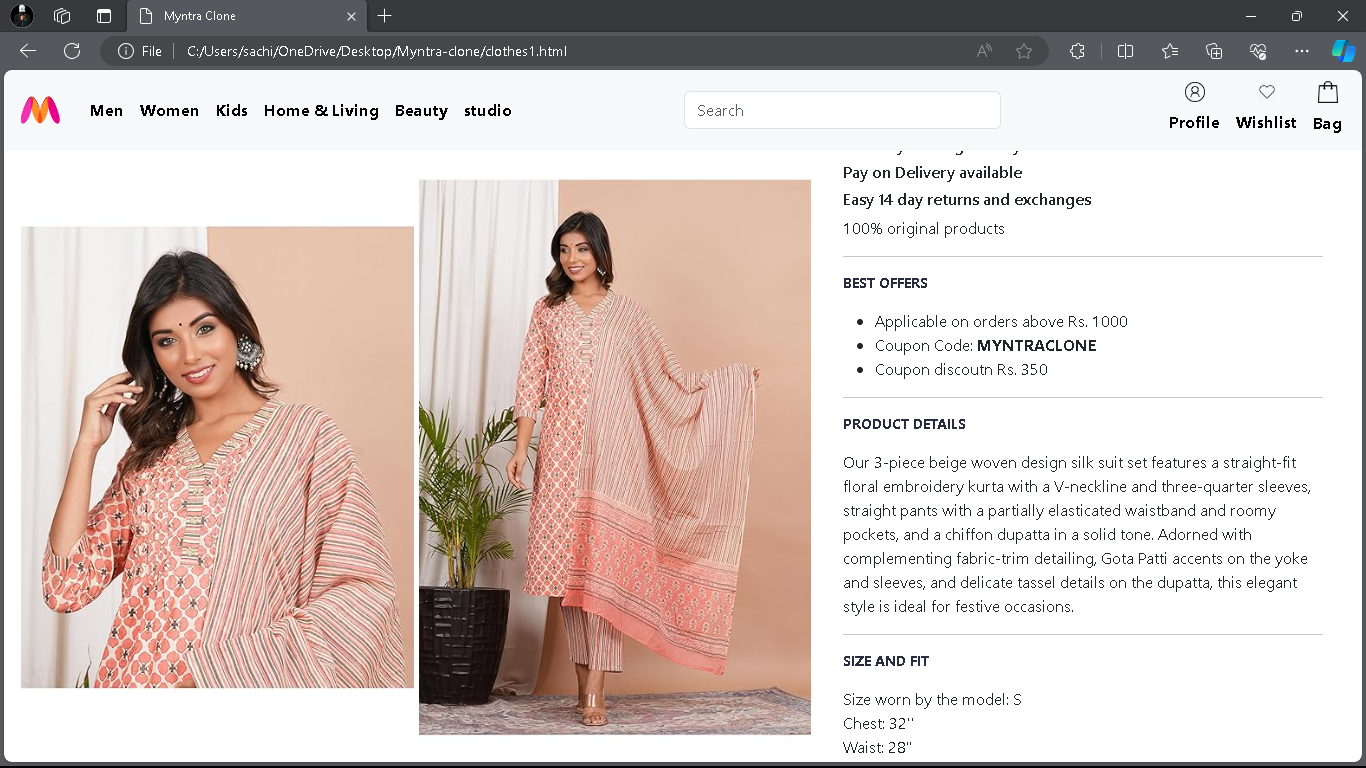 Myntra Clone
File
C:/Users/sachi/OneDrive/Desktop/Myntra-clone/clothes1.html
Men Women Kids Home & Living Beauty studio
Search
Profile Wishlist Bag
Pay on Delivery available
Easy 14 day returns and exchanges
100% original products
BEST OFFERS
Applicable on orders above Rs. 1000
Coupon Code: MYNTRACLONE
Coupon discoutn Rs. 350
PRODUCT DETAILS
Our 3-piece beige woven design silk suit set features a straight-fit
floral embroidery kurta with a V-neckline and three-quarter sleeves,
straight pants with a partially elasticated waistband and roomy
pockets, and a chiffon dupatta in a solid tone. Adorned with
complementing fabric-trim detailing, Gota Patti accents on the yoke
and sleeves, and delicate tassel details on the dupatta, this elegant
style is ideal for festive occasions.
SIZE AND FIT
Size worn by the model: S
Chest: 32''
Waist: 28"